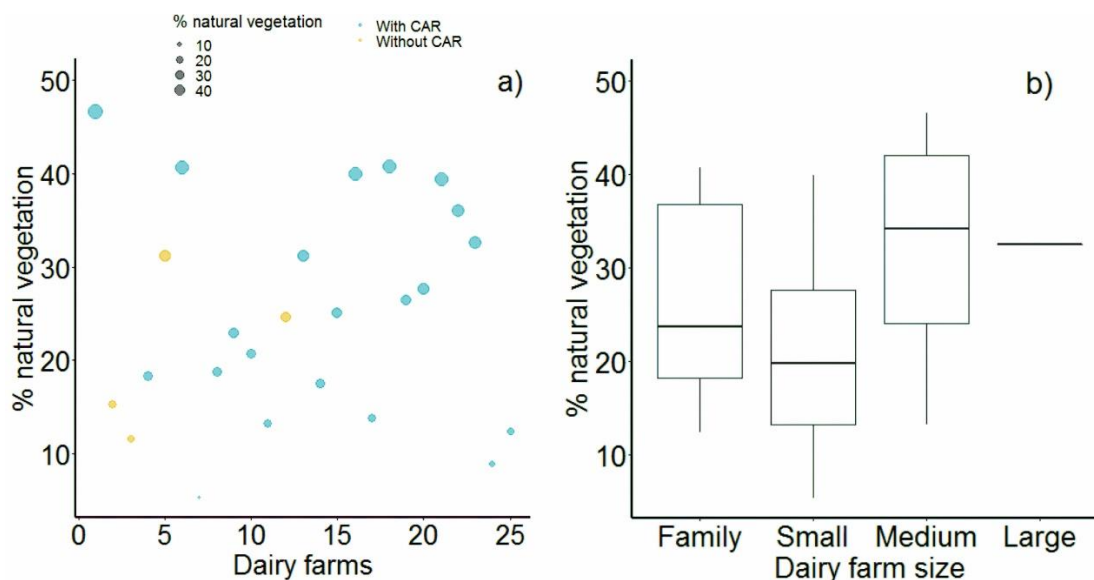 % natural vegetation
10
20
30
40
With CAR
Without CAR
a)
% natural vegetation
50
40
30
20
10
0
5
10
15
20
25
Dairy farms
b)
% natural vegetation
50
40
30
20
10
Family
Small
Medium
Large
Dairy farm size